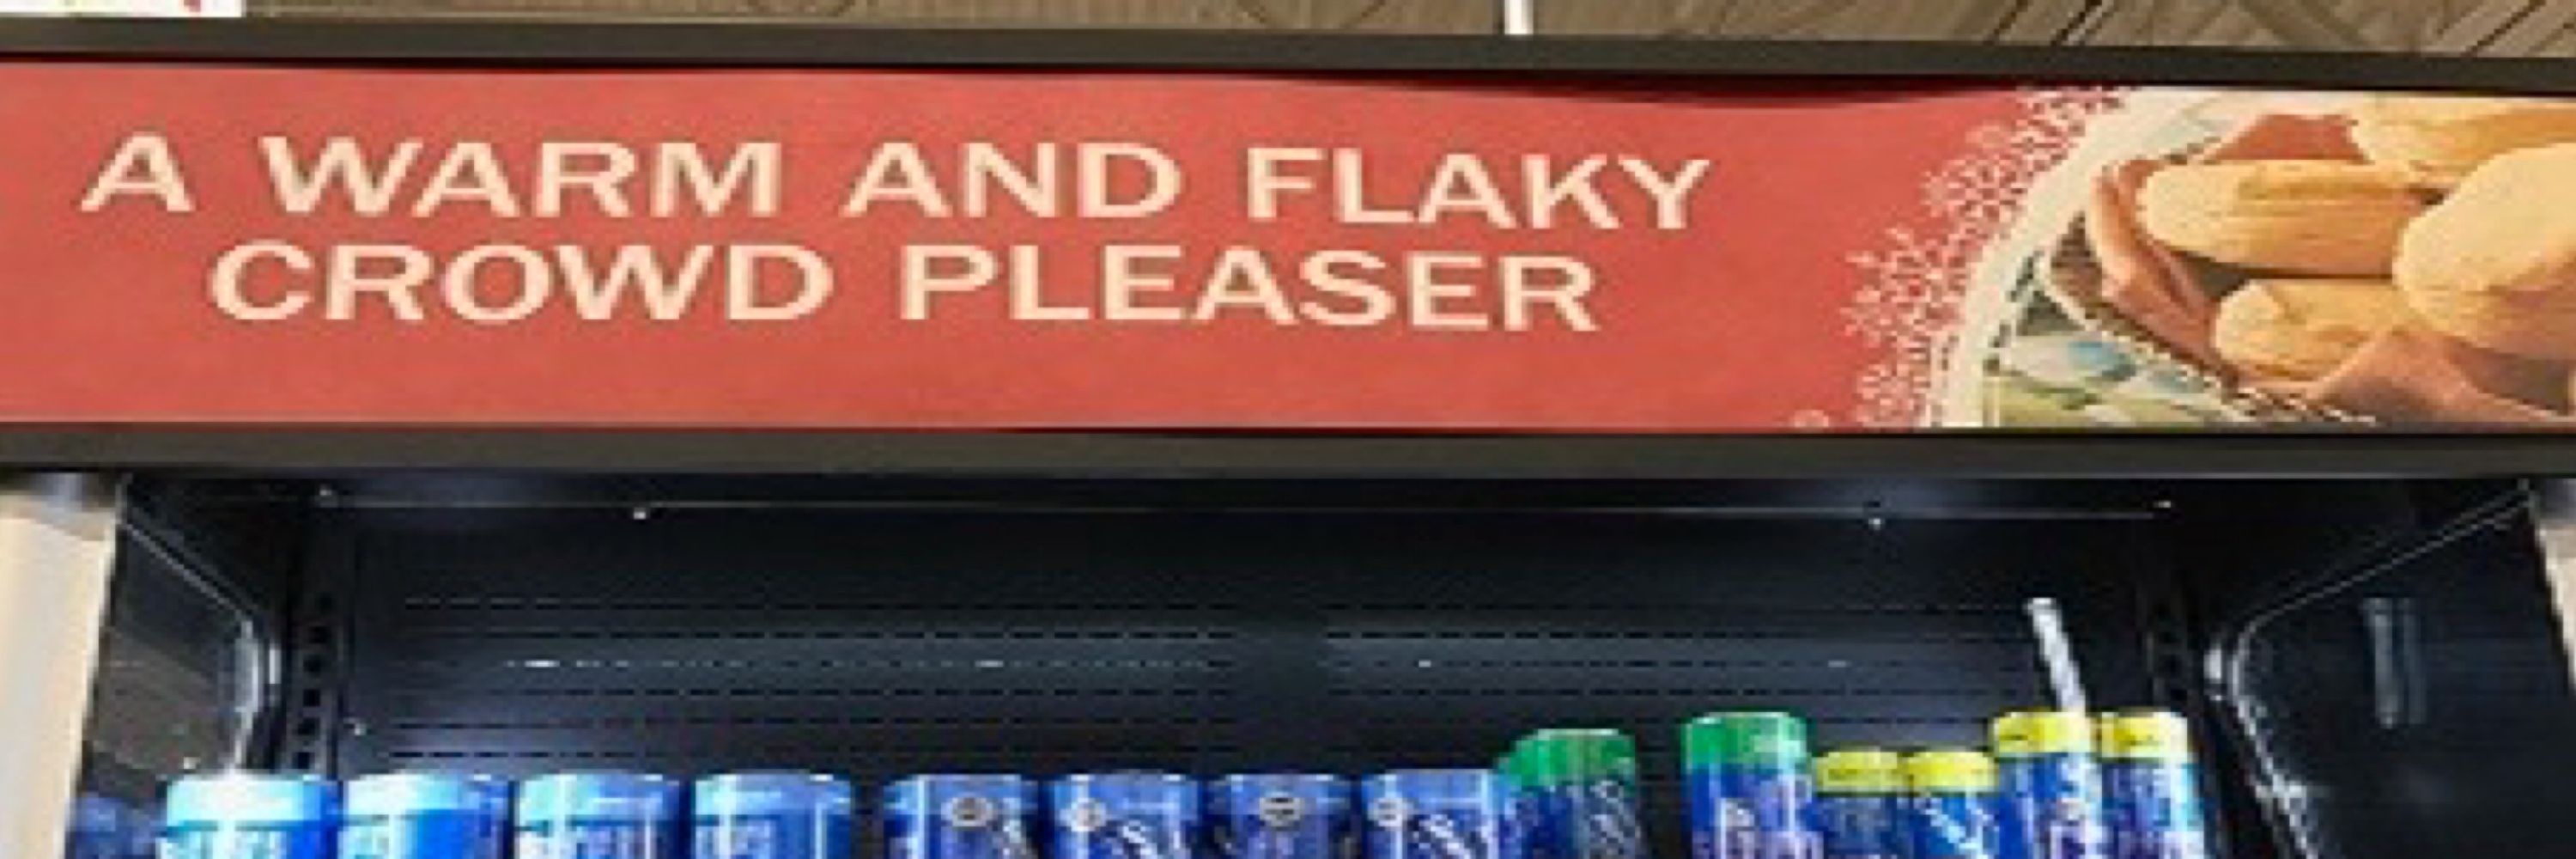 A WARM AND FLAKY
CROWD PLEASER